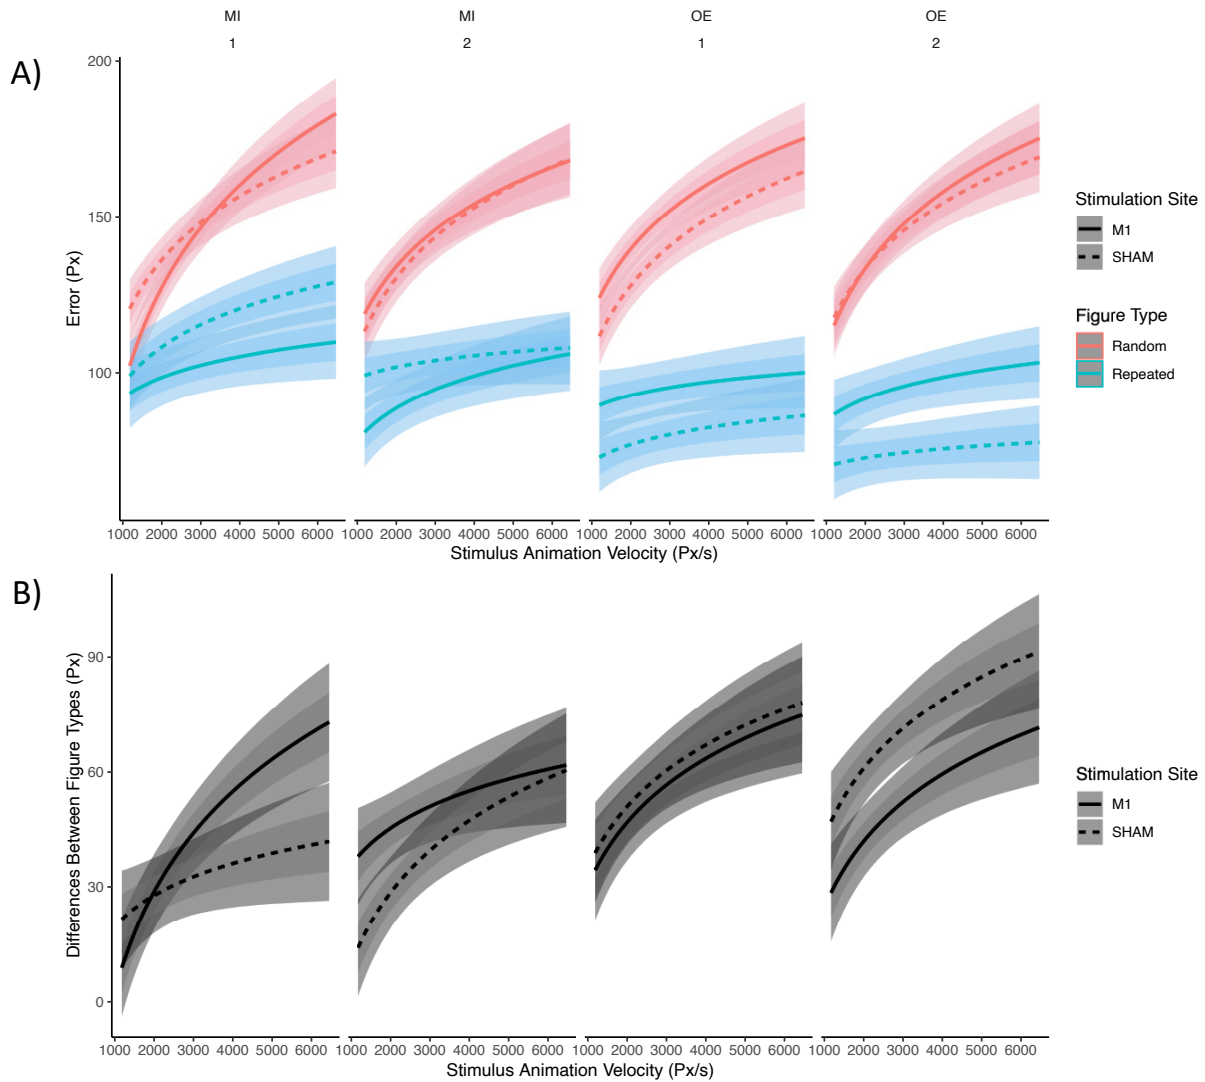 MI MI OE OE
1 2 1 2
A)
200
150
100
Error (Px)
1000 2000 3000 4000 5000 6000 1000 2000 3000 4000 5000 6000 1000 2000 3000 4000 5000 6000 1000 2000 3000 4000 5000 6000
Stimulus Animation Velocity (Px/s)
Stimulation Site
M1
SHAM
Figure Type
Random
Repeated
B)
90
60
30
0
Differences Between Figure Types (Px)
1000 2000 3000 4000 5000 6000 1000 2000 3000 4000 5000 6000 1000 2000 3000 4000 5000 6000 1000 2000 3000 4000 5000 6000
Stimulus Animation Velocity (Px/s)
Stimulation Site
M1
SHAM